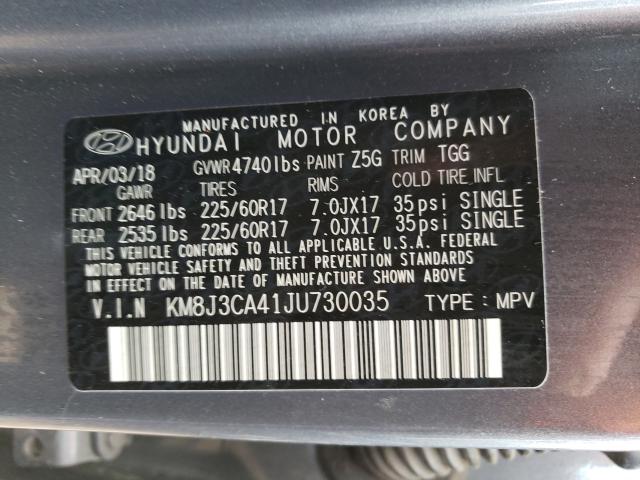 MANUFACTURED IN KOREA BY
HYUNDAI MOTOR COMPANY
APR/03/18 GVWR 4740lbs PAINT Z5G TRIM TGG
GAWR TIRES RIMS COLD TIRE INFL
FRONT 2646 lbs 225/60R17 7.0JX17 35psi SINGLE
REAR 2535 lbs 225/60R17 7.0JX17 35psi SINGLE
THIS VEHICLE CONFORMS TO ALL APPLICABLE U.S.A. FEDERAL
MOTOR VEHICLE SAFETY AND THEFT PREVENTION STANDARDS
IN EFFECT ON THE DATE OF MANUFACTURE SHOWN ABOVE.
V.I.N KM8J3CA41JU730035 TYPE : MPV